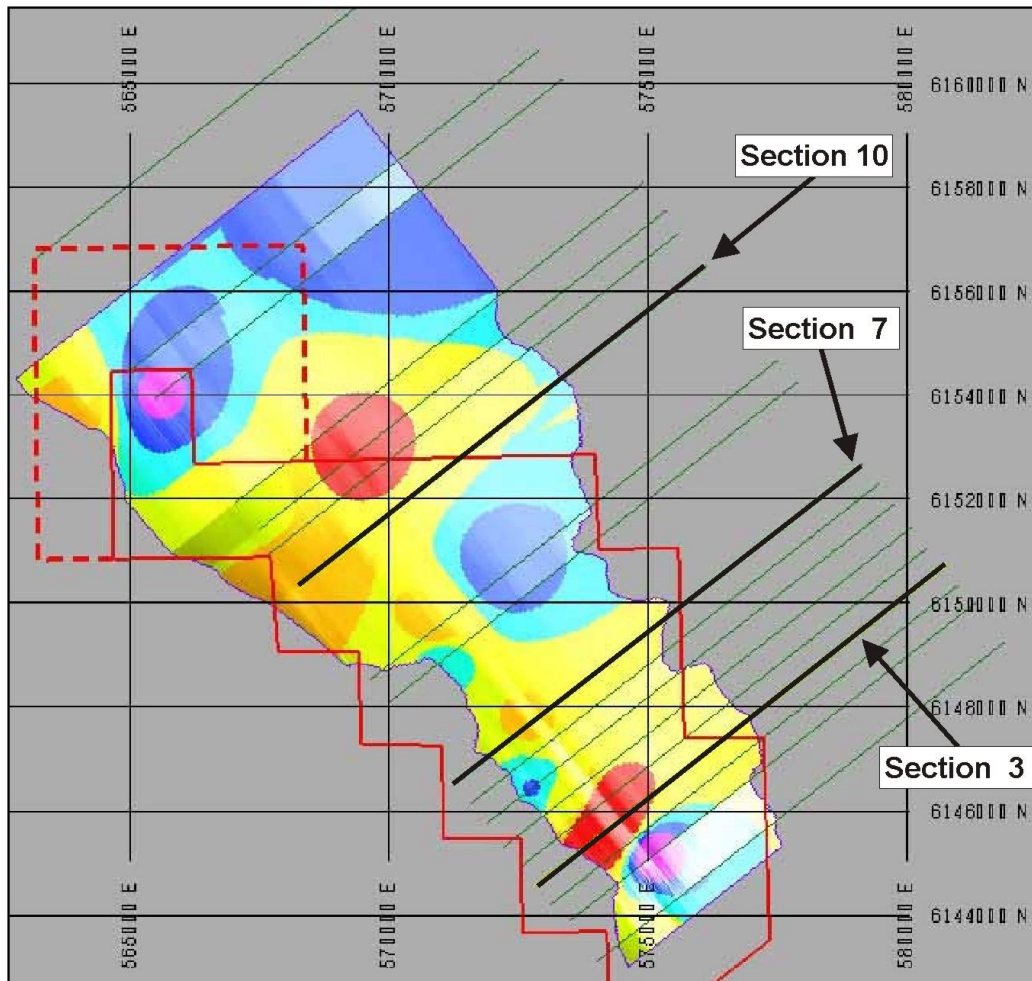 565000 E
570000 E
575000 E
580000 E
6160000 N
Section 10
6158000 N
6156000 N
Section 7
6154000 N
6152000 N
6150000 N
6148000 N
Section 3
6146000 N
6144000 N
565000 E
570000 E
575000 E
580000 E